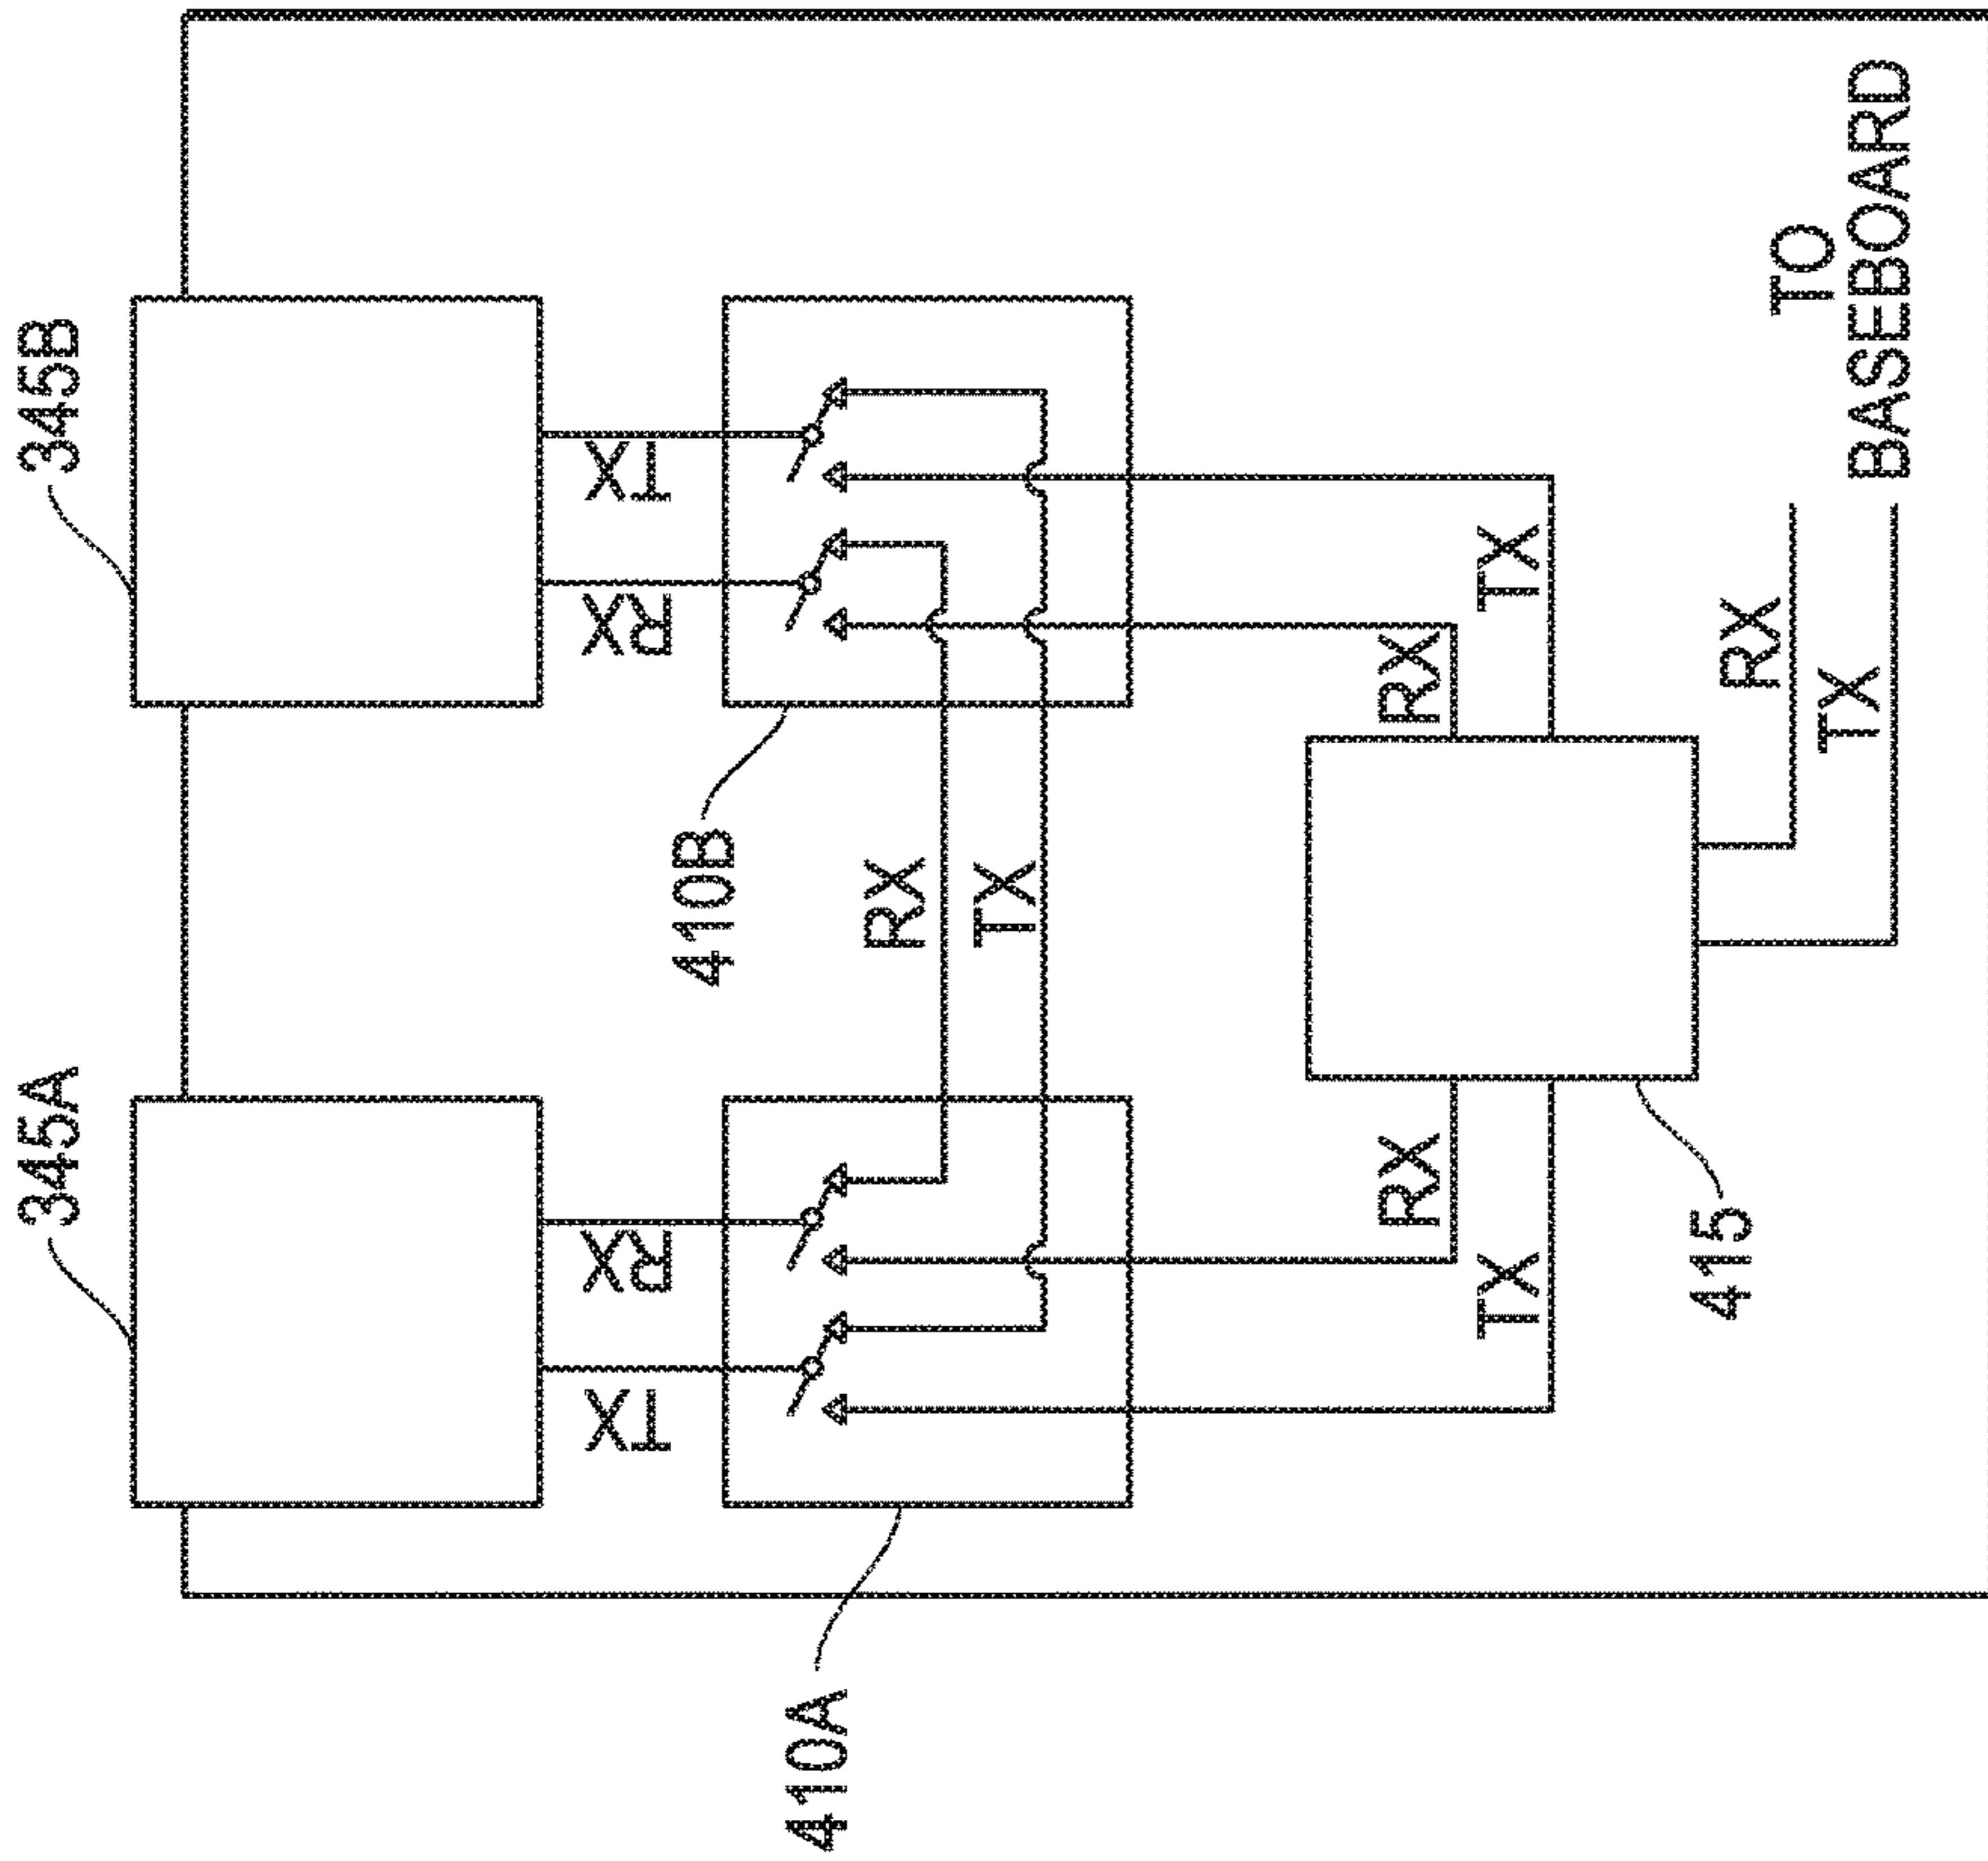 345A
345B
TX
RX
RX
TX
410A
410B
RX
TX
RX
TX
RX
TX
415
RX
TX
TO
BASEBOARD